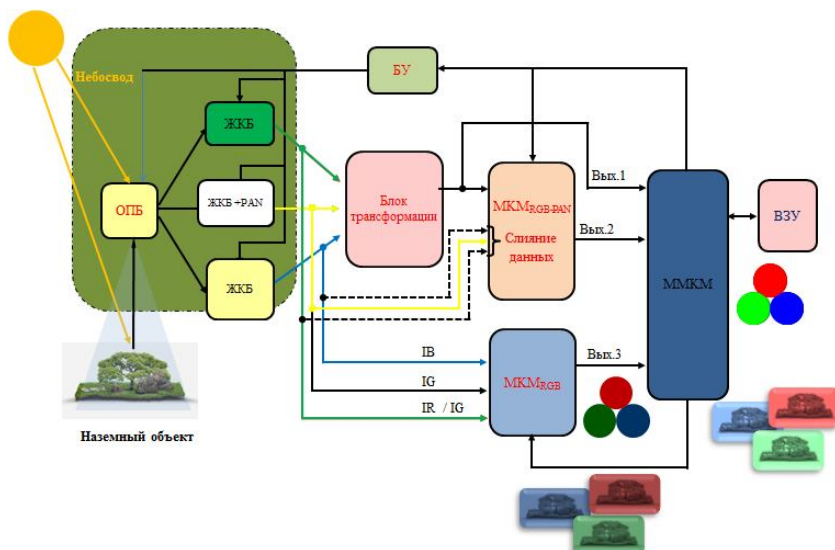 Небосвод
БУ
ЖКБ
ЖКБ +PAN
ОПБ
ЖКБ
Блок
трансформации
МКМRGB-PAN
Слияние
данных
Вых.1
Вых.2
ММКМ
ВЗУ
IB
IG
IR / IG
МКМRGB
Вых.3
Наземный объект